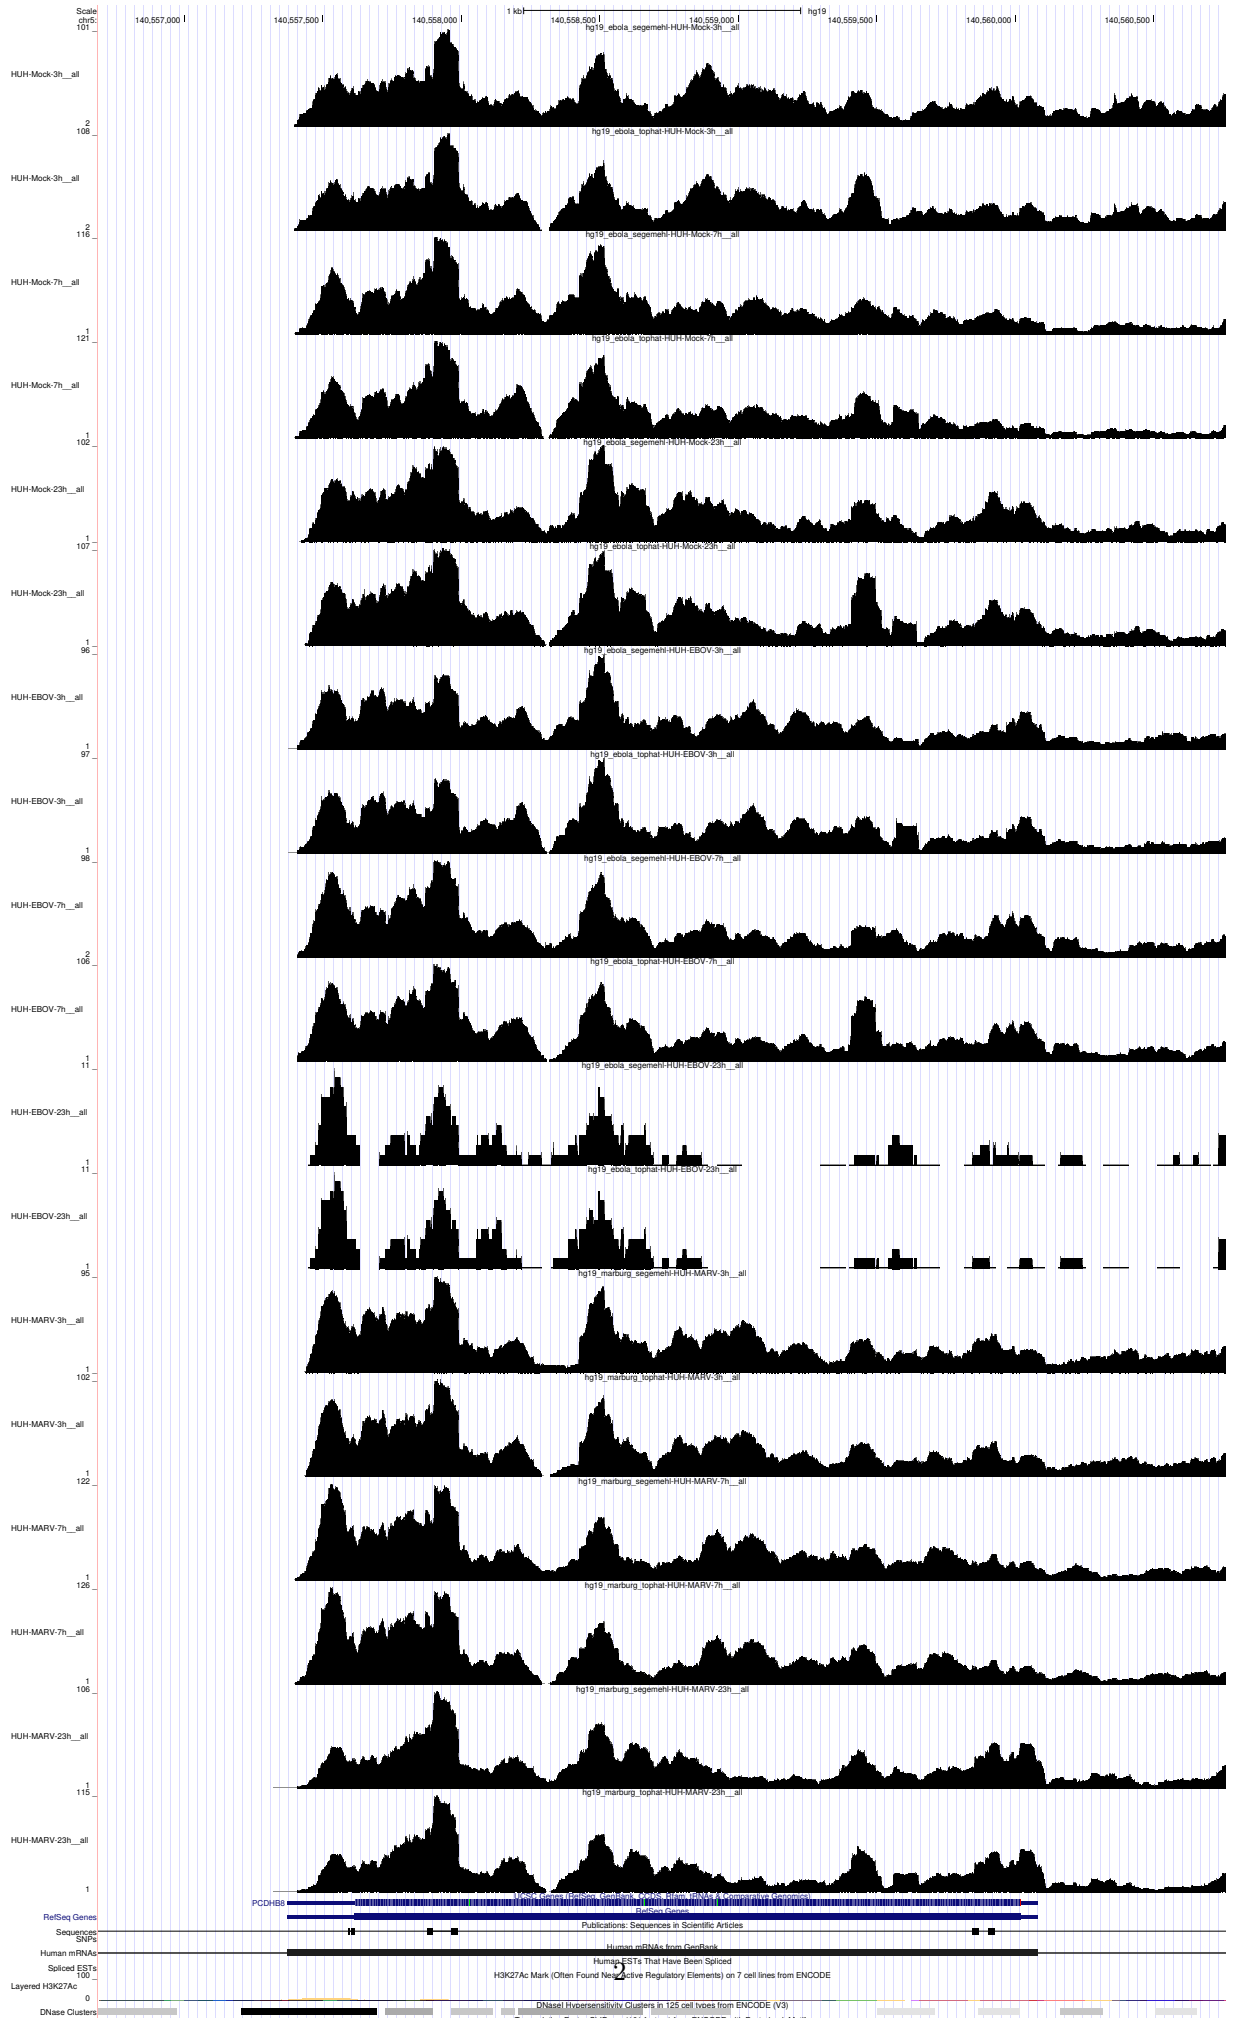 Scale 1 kb hg19
chr5: 140,557,000 140,557,500 140,558,000 140,558,500 140,559,000 140,559,500 140,560,000 140,560,500
hg19_ebola_segemehl-HUH-Mock-3h__all
101
HUH-Mock-3h__all
2
hg19_ebola_tophat-HUH-Mock-3h__all
108
HUH-Mock-3h__all
2
hg19_ebola_segemehl-HUH-Mock-7h__all
116
HUH-Mock-7h__all
1
hg19_ebola_tophat-HUH-Mock-7h__all
121
HUH-Mock-7h__all
1
hg19_ebola_segemehl-HUH-Mock-23h__all
102
HUH-Mock-23h__all
1
hg19_ebola_tophat-HUH-Mock-23h__all
107
HUH-Mock-23h__all
1
hg19_ebola_segemehl-HUH-EBOV-3h__all
96
HUH-EBOV-3h__all
1
hg19_ebola_tophat-HUH-EBOV-3h__all
97
HUH-EBOV-3h__all
1
hg19_ebola_segemehl-HUH-EBOV-7h__all
98
HUH-EBOV-7h__all
2
hg19_ebola_tophat-HUH-EBOV-7h__all
106
HUH-EBOV-7h__all
1
hg19_ebola_segemehl-HUH-EBOV-23h__all
11
HUH-EBOV-23h__all
1
hg19_ebola_tophat-HUH-EBOV-23h__all
11
HUH-EBOV-23h__all
1
hg19_marburg_segemehl-HUH-MARV-3h__all
95
HUH-MARV-3h__all
1
hg19_marburg_tophat-HUH-MARV-3h__all
102
HUH-MARV-3h__all
1
hg19_marburg_segemehl-HUH-MARV-7h__all
122
HUH-MARV-7h__all
1
hg19_marburg_tophat-HUH-MARV-7h__all
126
HUH-MARV-7h__all
1
hg19_marburg_segemehl-HUH-MARV-23h__all
106
HUH-MARV-23h__all
1
hg19_marburg_tophat-HUH-MARV-23h__all
115
HUH-MARV-23h__all
1
UCSC Genes (RefSeq, GenBank, CCDS, Rfam, tRNAs & Comparative Genomics)
PCDHB8
RefSeq Genes
RefSeq Genes
Publications: Sequences in Scientific Articles
Sequences
SNPs
Human mRNAs from GenBank
Human mRNAs
Human ESTs That Have Been Spliced
Spliced ESTs
2
H3K27Ac Mark (Often Found Near Active Regulatory Elements) on 7 cell lines from ENCODE
100
Layered H3K27Ac
0
DNaseI Hypersensitivity Clusters in 125 cell types from ENCODE (V3)
DNase Clusters